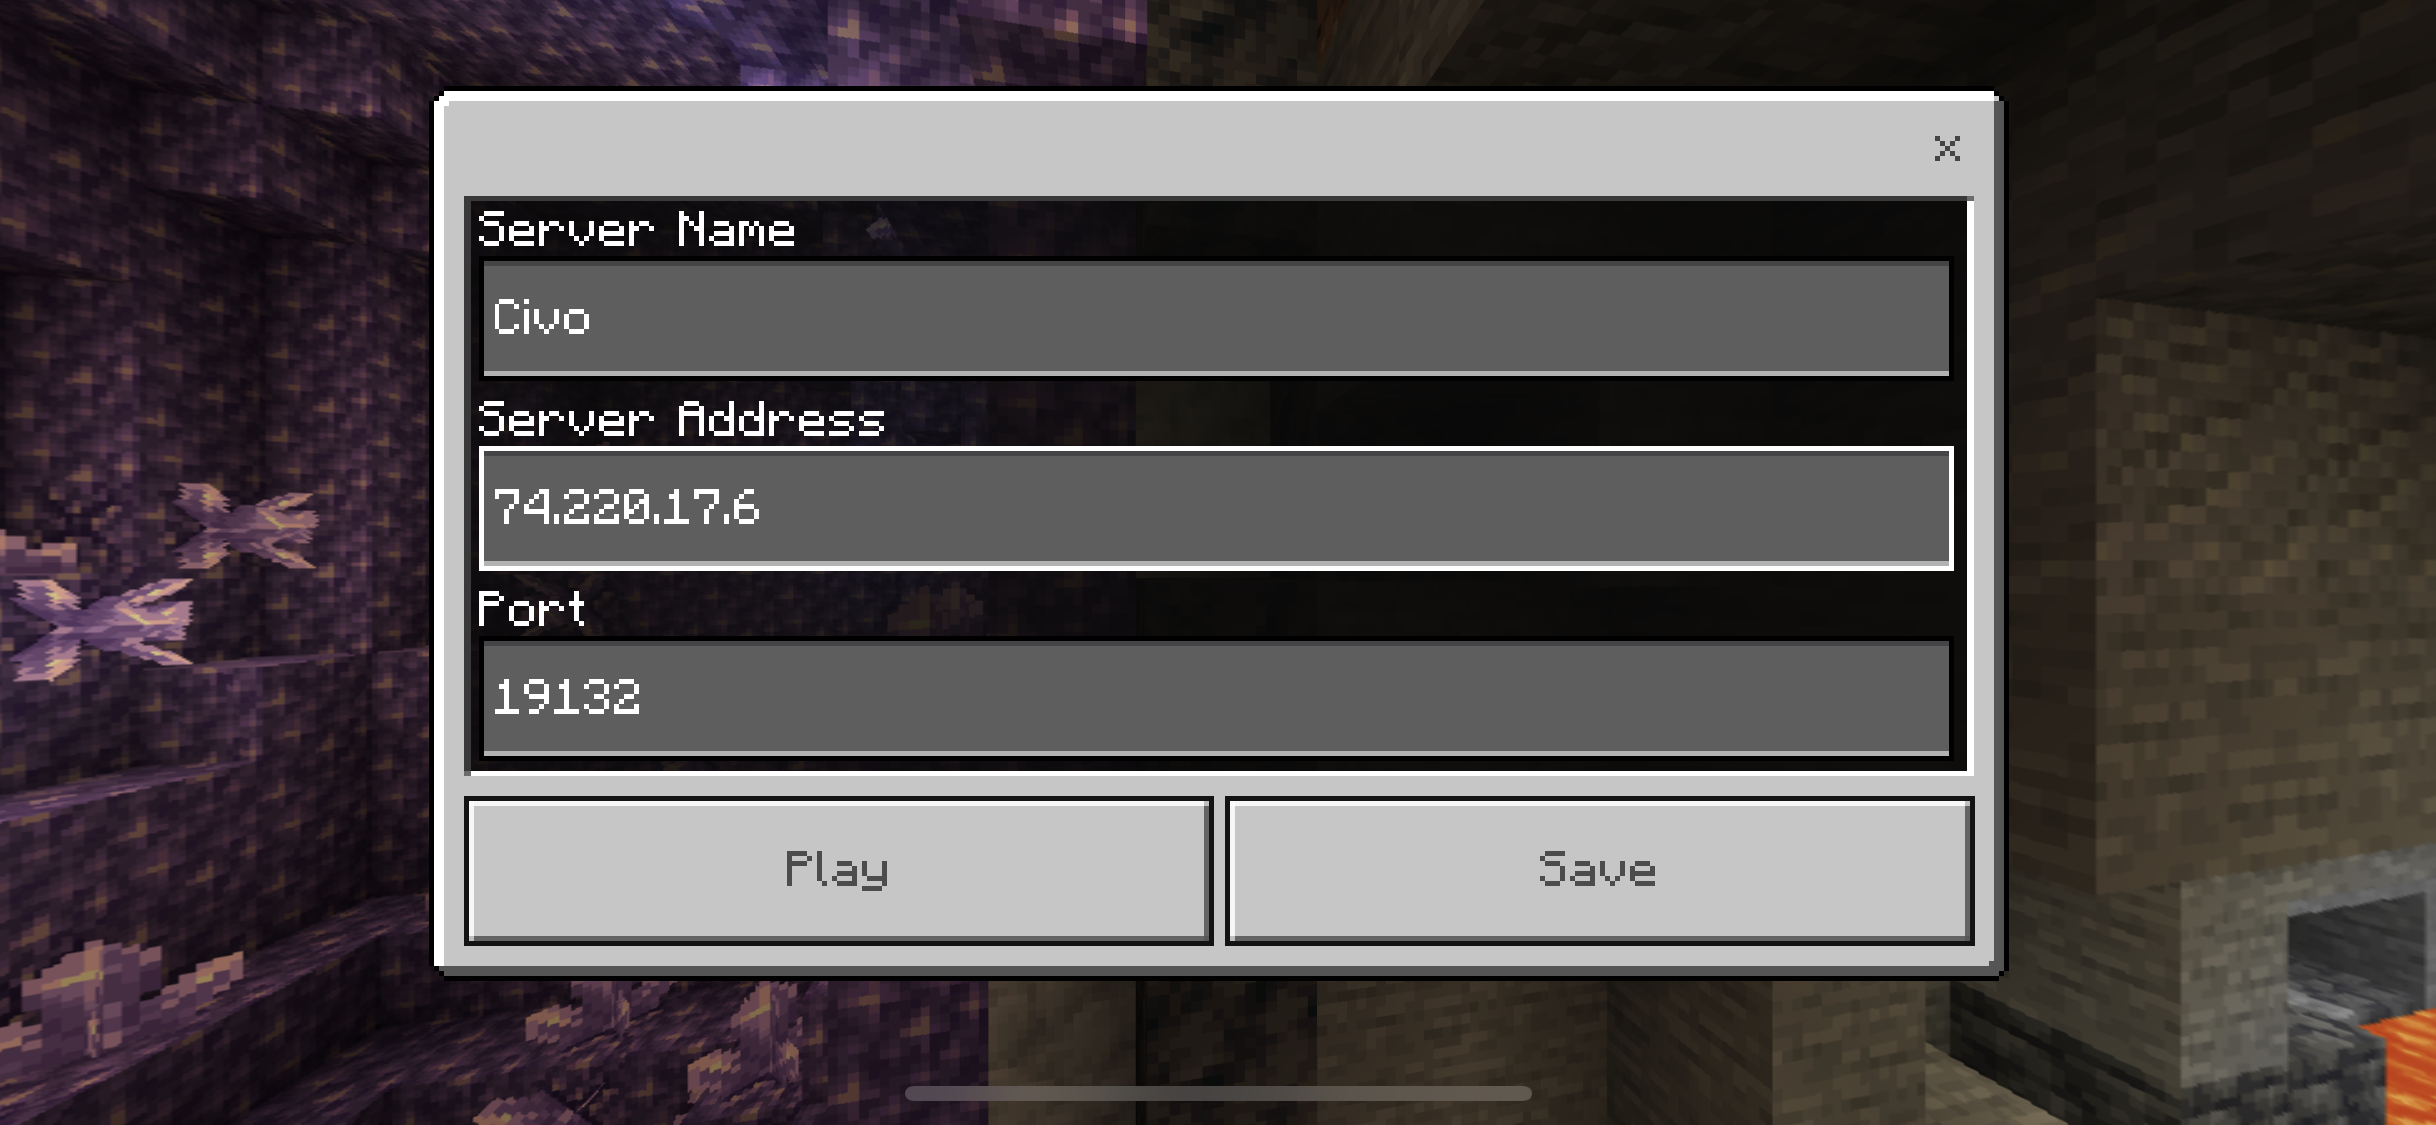 Server Name
Civo
Server Address
74.220.17.6
Port
19132
Play
Save